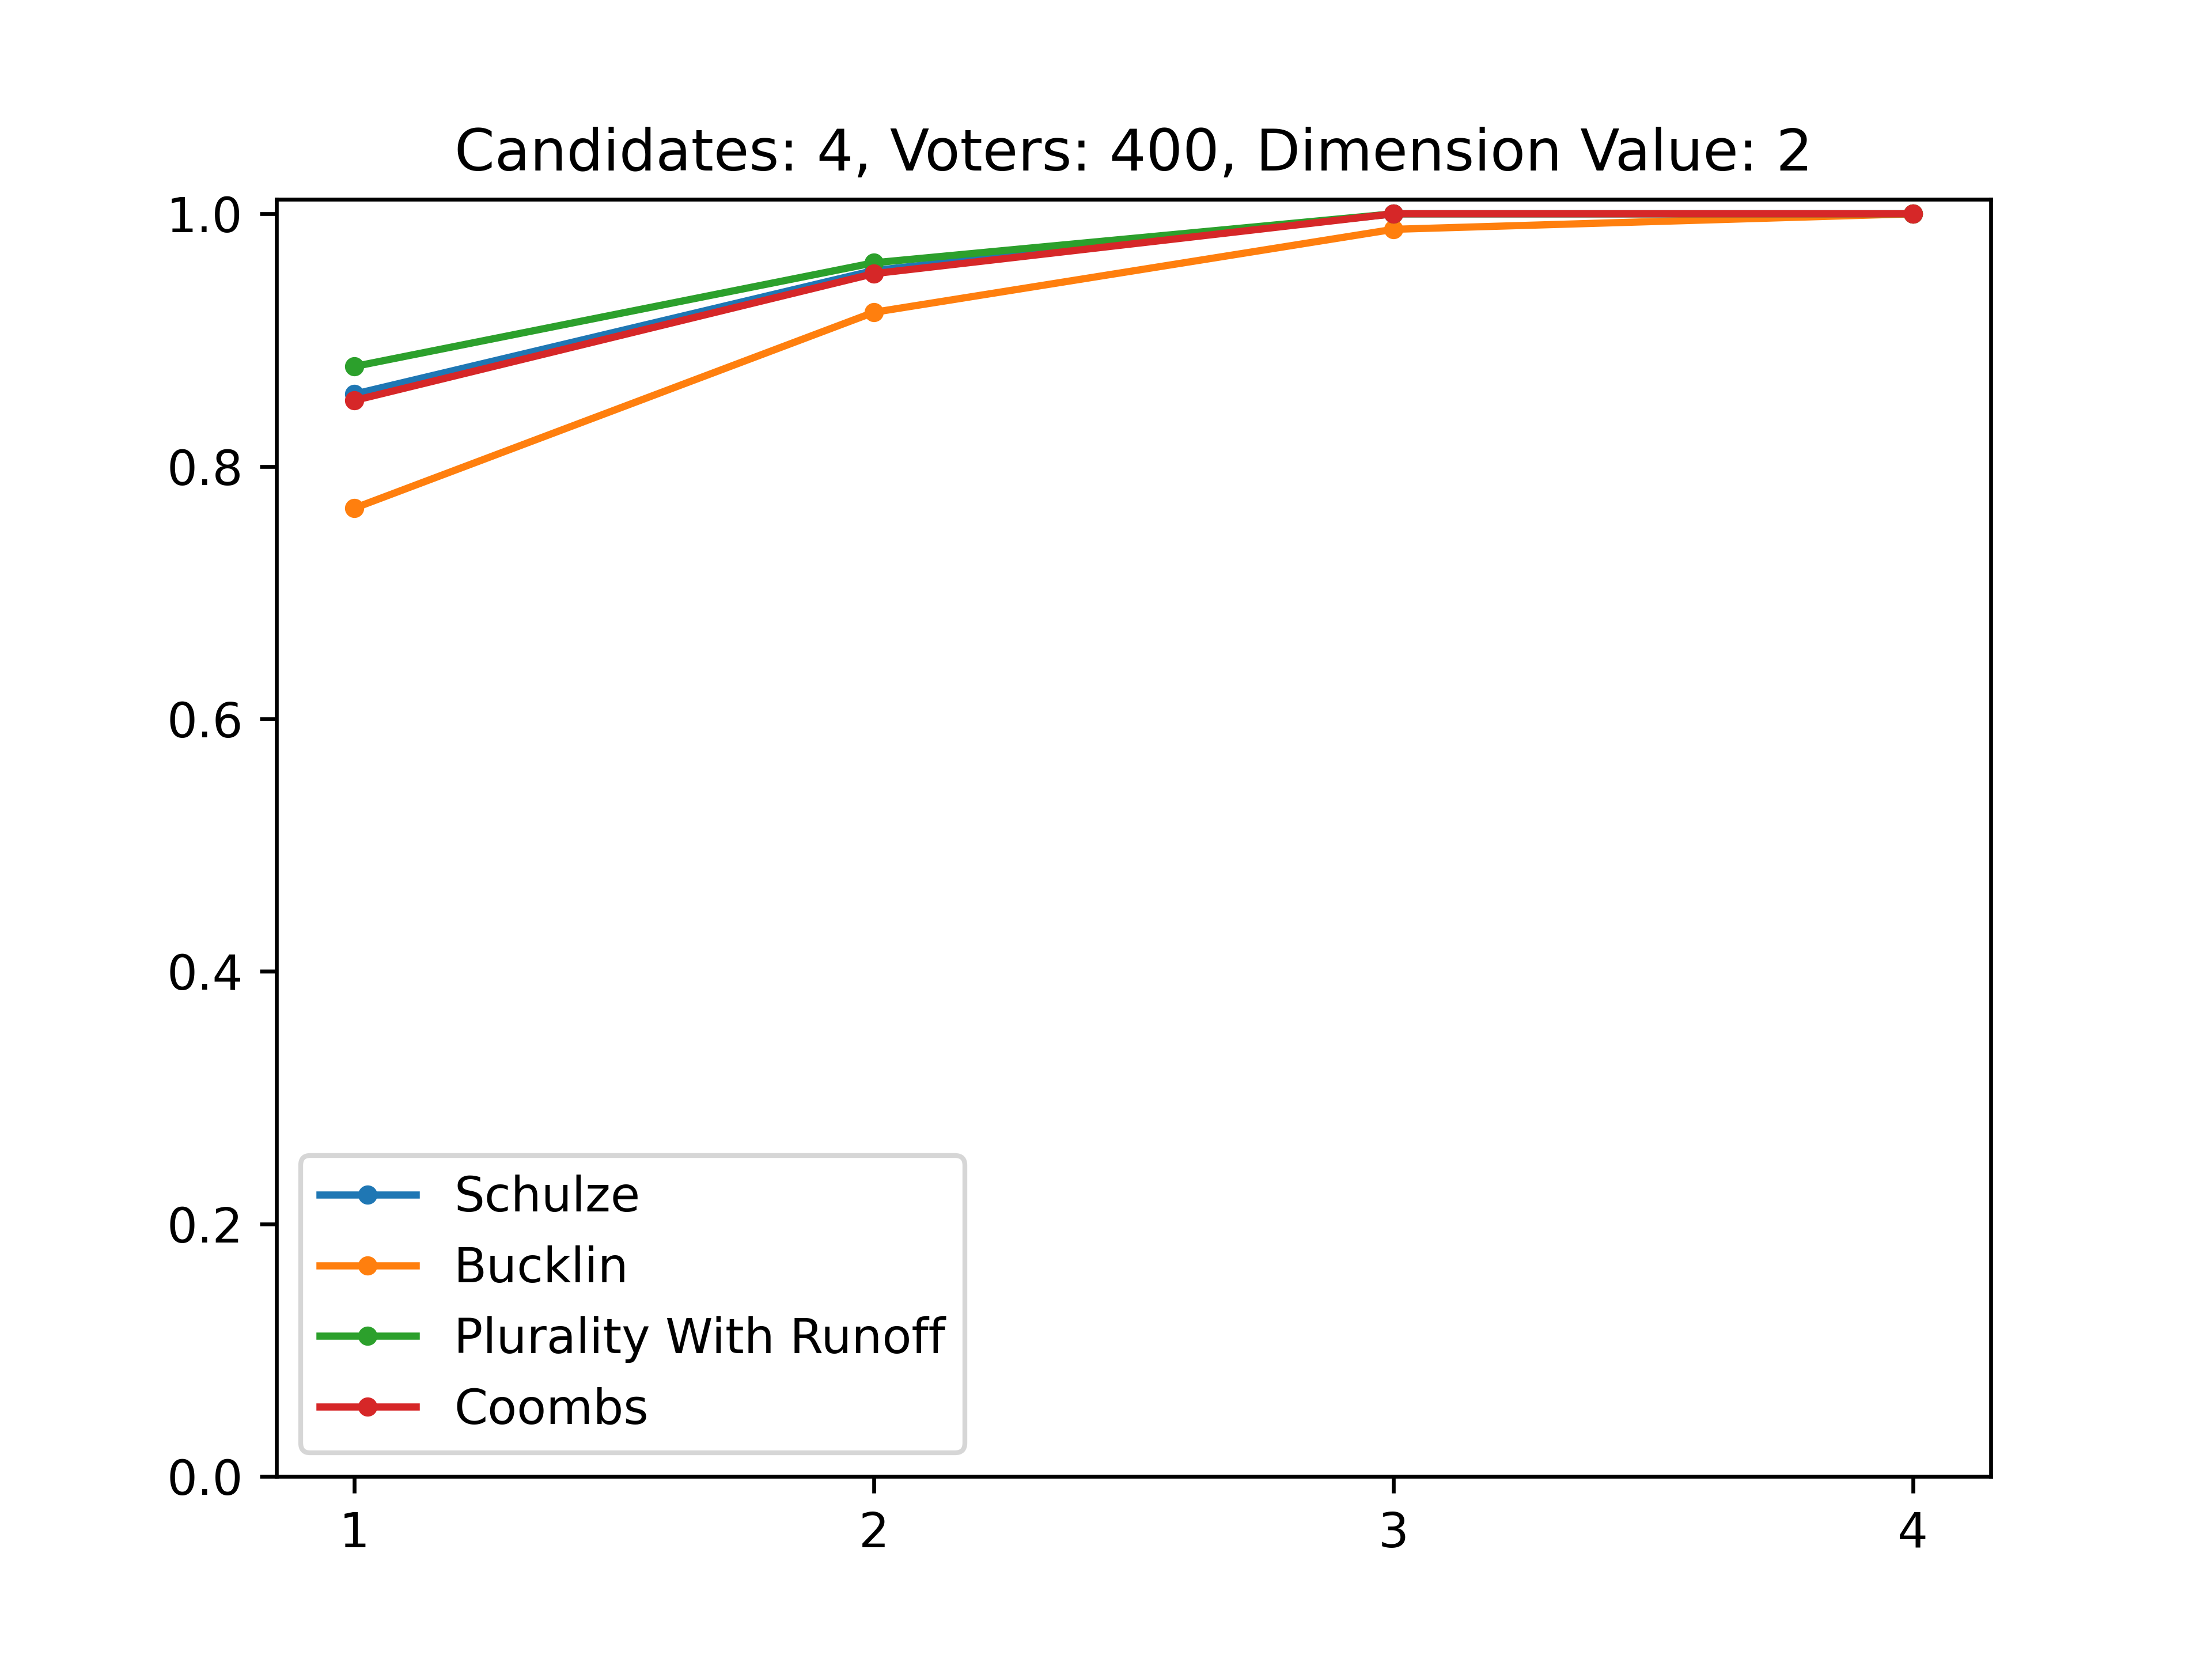 Candidates: 4, Voters: 400, Dimension Value: 2
1.0
0.8
0.6
0.4
0.2
0.0
Schulze
Bucklin
Plurality With Runoff
Coombs
1 2 3 4